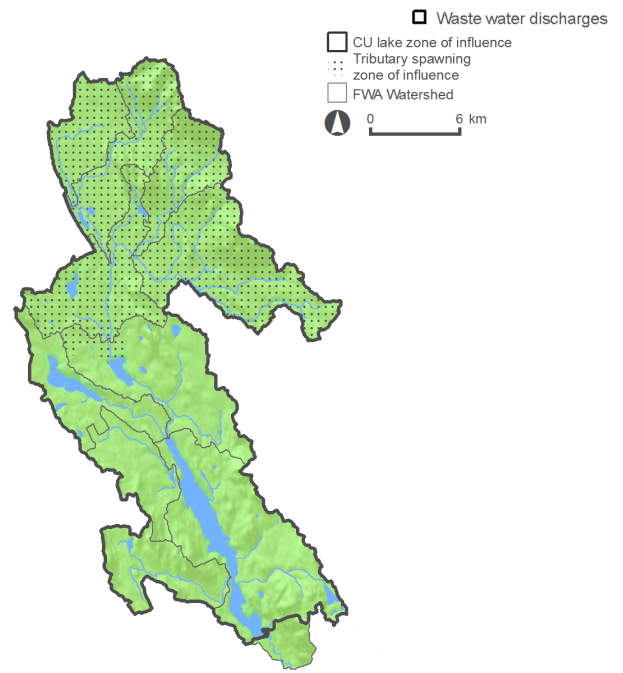 Waste water discharges
CU lake zone of influence
Tributary spawning
zone of influence
FWA Watershed
0 6 km